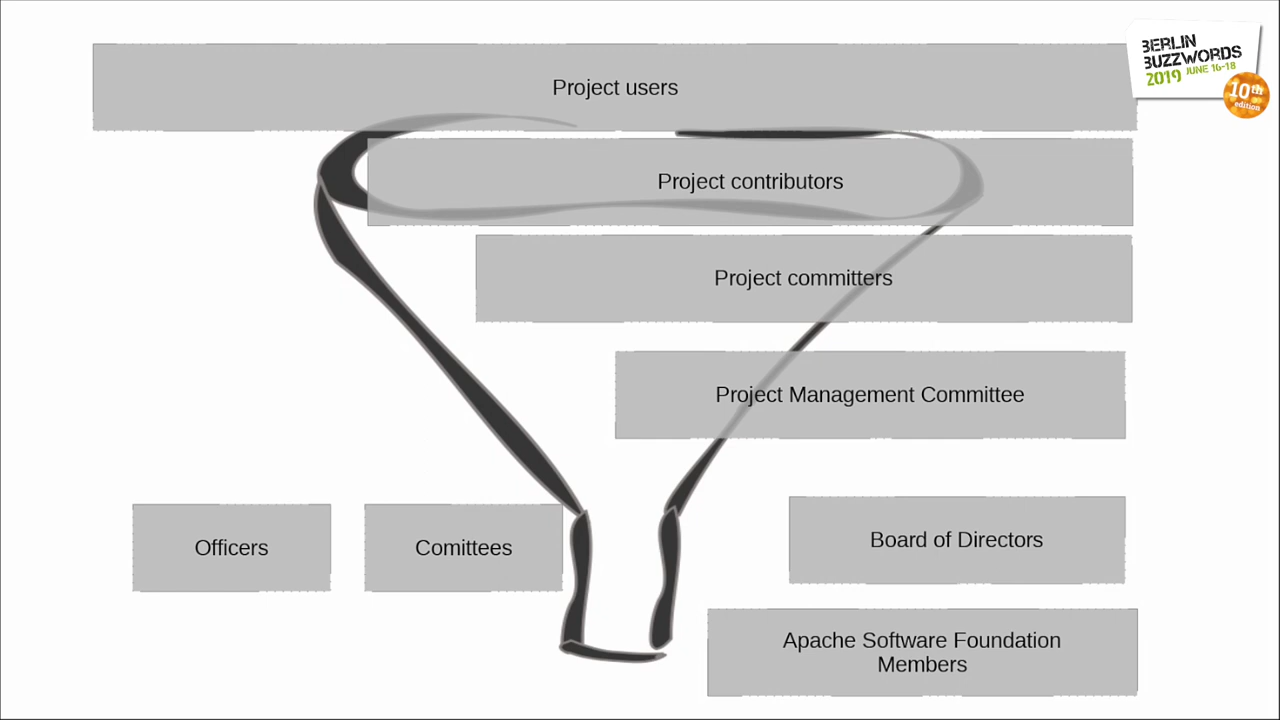 Project users
BERLIN
BUZZWORDS
2019 JUNE 16-18
10th
edition
Project contributors
Project committers
Project Management Committee
Officers
Comittees
Board of Directors
Apache Software Foundation
Members